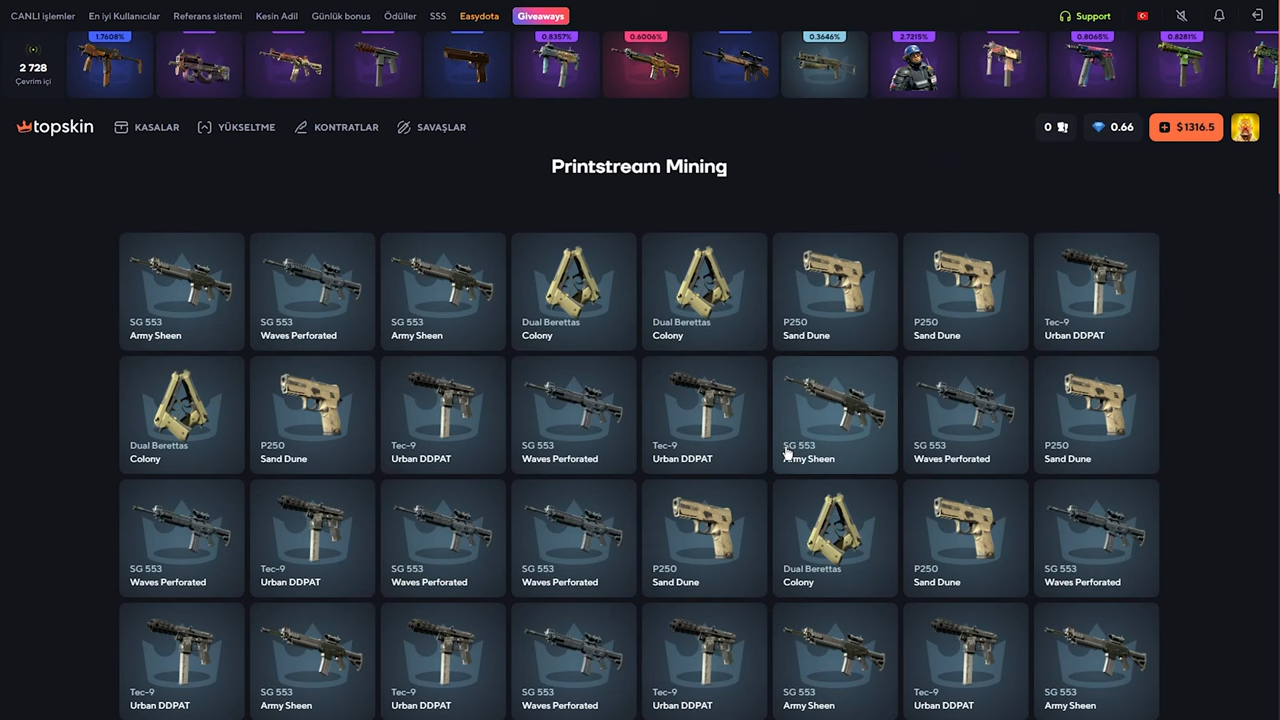 CANLI işlemler En iyi Kullanıcılar Referans sistemi Kesin Adil Günlük bonus Ödüller SSS Easydota Giveaways Support
1.7608% 0.8357% 0.6006% 0.3646% 2.7215% 0.8065% 0.8281%
2 728
Çevrim içi
topskin KASALAR YÜKSELTME KONTRATLAR SAVAŞLAR 0 0.66 $1316.5
Printstream Mining
SG 553 SG 553 SG 553 Dual Berettas Dual Berettas P250 P250 Tec-9
Army Sheen Waves Perforated Army Sheen Colony Colony Sand Dune Sand Dune Urban DDPAT
Dual Berettas P250 Tec-9 SG 553 Tec-9 SG 553 SG 553 P250
Colony Sand Dune Urban DDPAT Waves Perforated Urban DDPAT Army Sheen Waves Perforated Sand Dune
SG 553 Tec-9 SG 553 SG 553 P250 Dual Berettas P250 SG 553
Waves Perforated Urban DDPAT Waves Perforated Waves Perforated Sand Dune Colony Sand Dune Waves Perforated
Tec-9 SG 553 Tec-9 SG 553 Tec-9 SG 553 Tec-9 SG 553
Urban DDPAT Army Sheen Urban DDPAT Waves Perforated Urban DDPAT Army Sheen Urban DDPAT Army Sheen